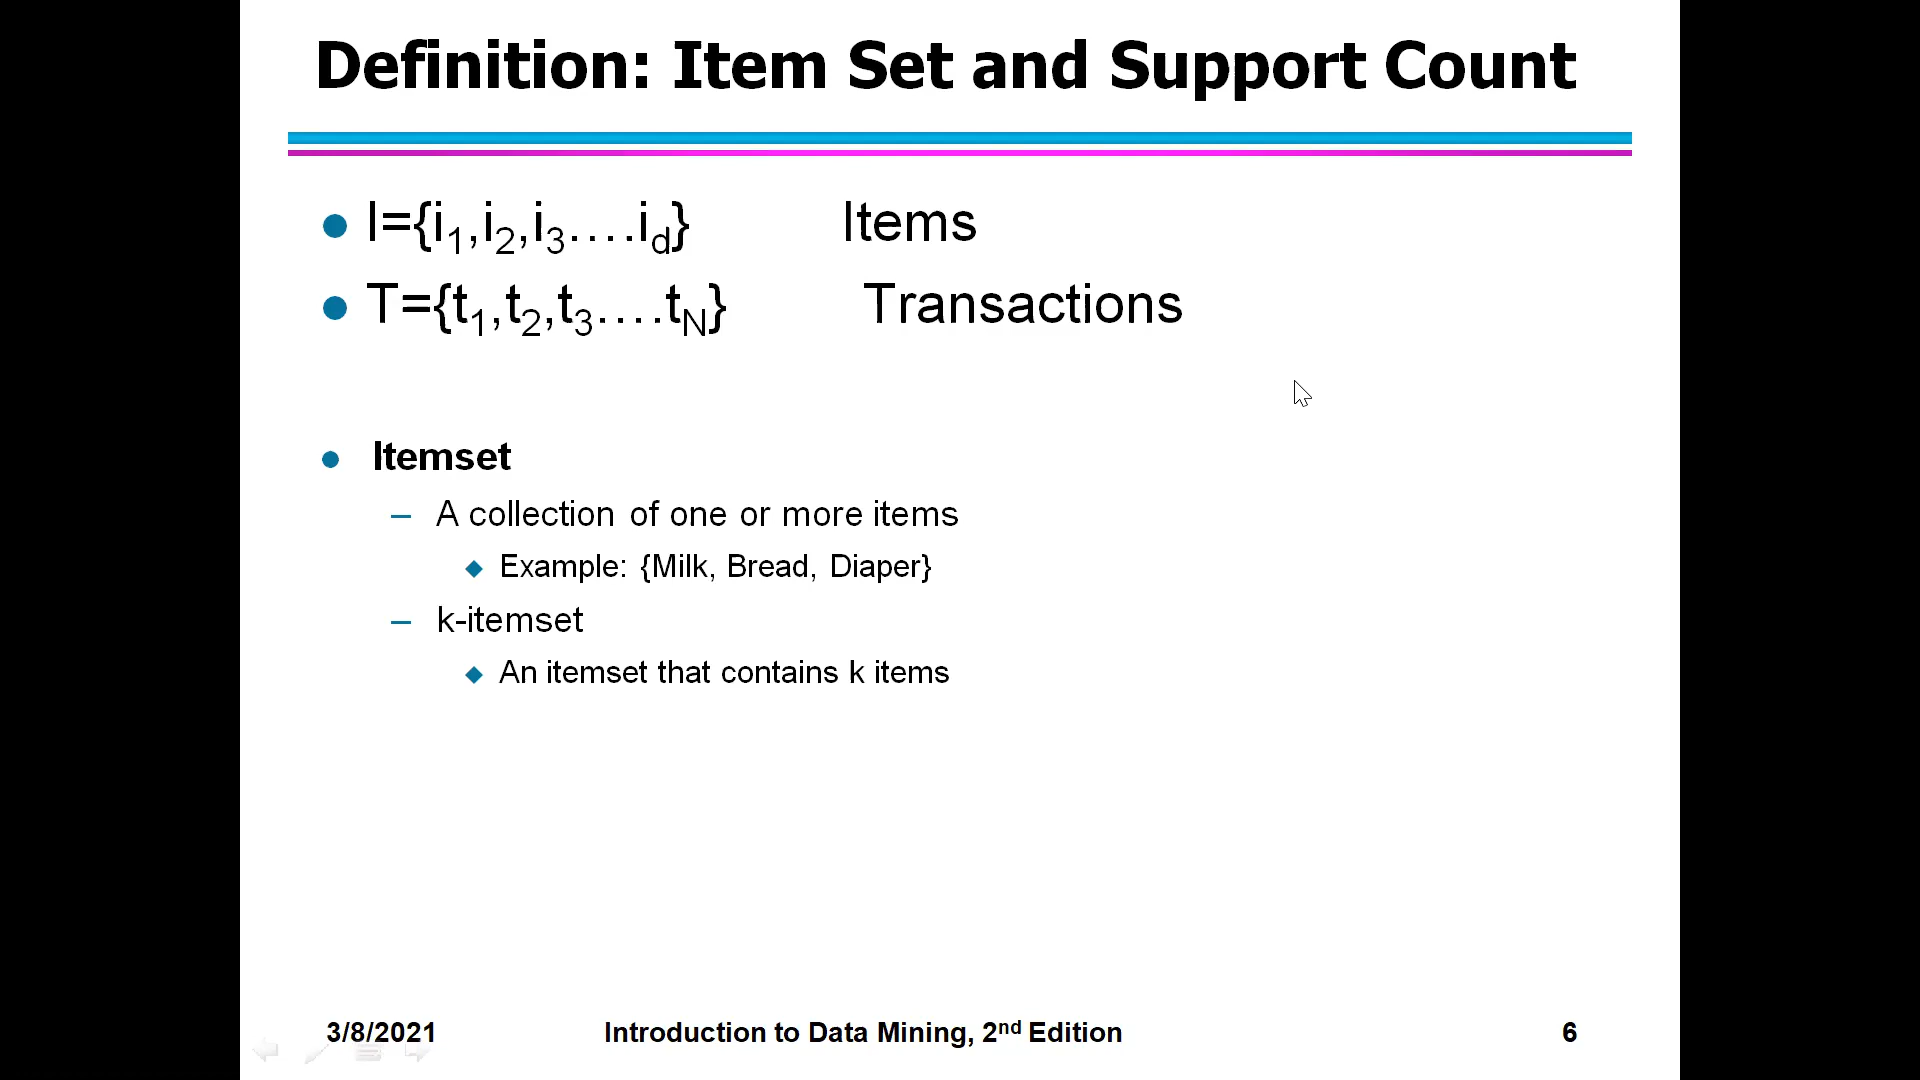 Definition: Item Set and Support Count
● I={i₁,i₂,i₃....i_d} Items
● T={t₁,t₂,t₃....t_N} Transactions
● Itemset
– A collection of one or more items
◆ Example: {Milk, Bread, Diaper}
– k-itemset
◆ An itemset that contains k items
3/8/2021 Introduction to Data Mining, 2nd Edition 6